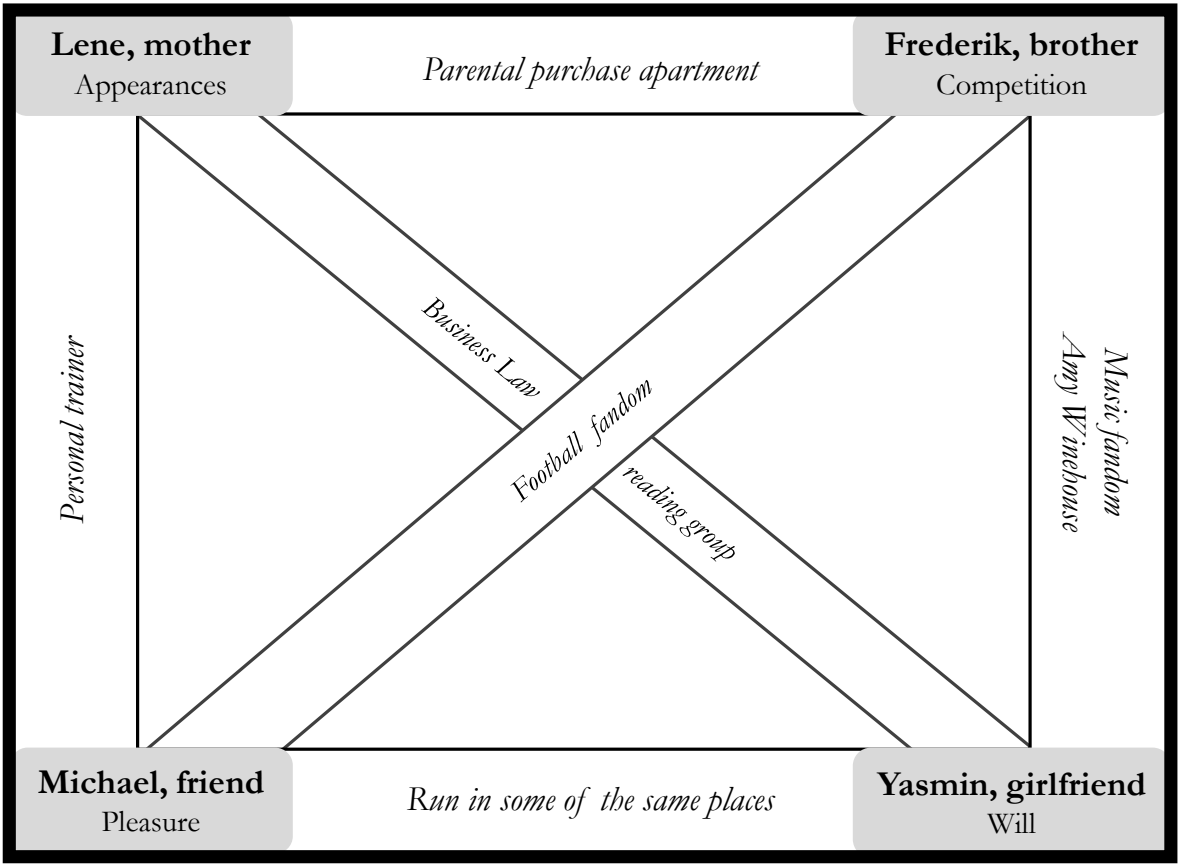 Lene, mother
Appearances
Parental purchase apartment
Frederik, brother
Competition
Personal trainer
Business Law
Football fandom
reading group
Music fandom
Amy Winehouse
Michael, friend
Pleasure
Run in some of the same places
Yasmin, girlfriend
Will